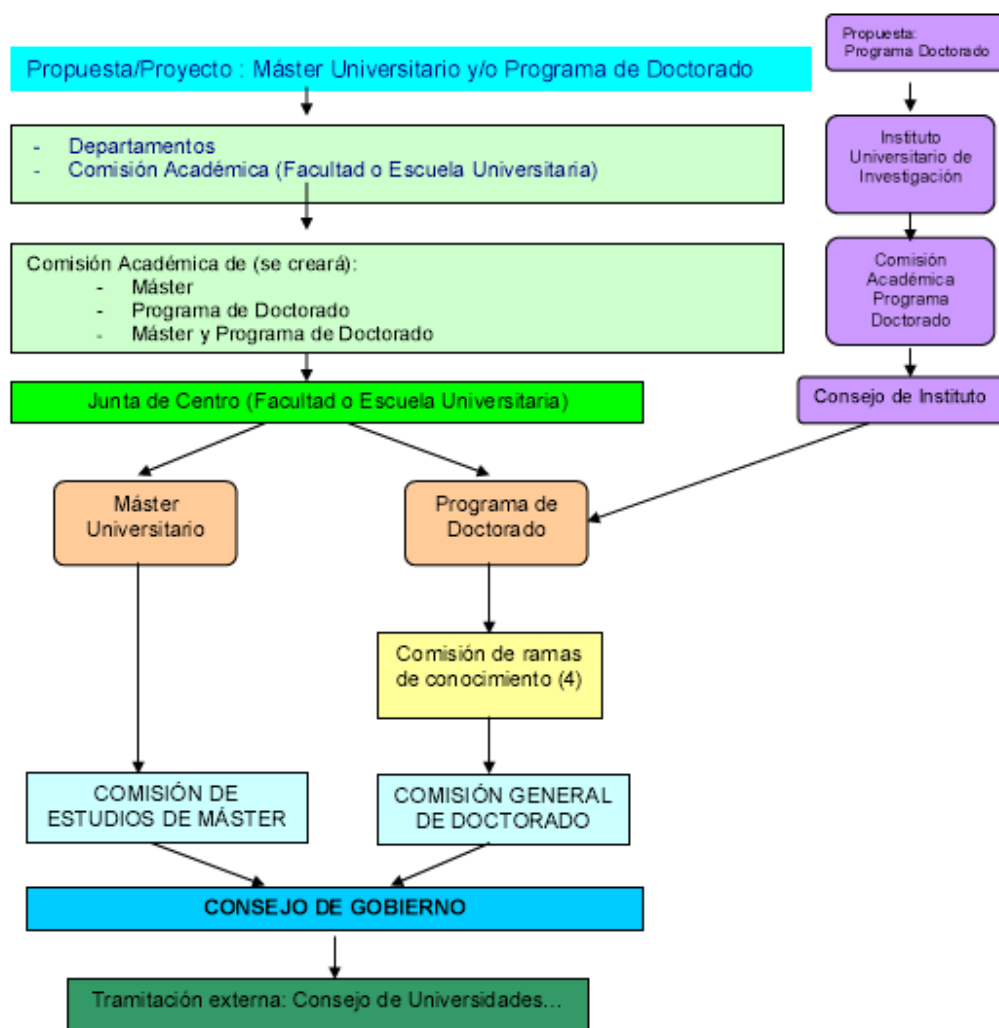 Propuesta/Proyecto : Máster Universitario y/o Programa de Doctorado
- Departamentos
- Comisión Académica (Facultad o Escuela Universitaria)
Comisión Académica de (se creará):
- Máster
- Programa de Doctorado
- Máster y Programa de Doctorado
Junta de Centro (Facultad o Escuela Universitaria)
Propuesta:
Programa Doctorado
Instituto
Universitario de
Investigación
Comisión
Académica
Programa
Doctorado
Consejo de Instituto
Máster
Universitario
Programa de
Doctorado
Comisión de ramas
de conocimiento (4)
COMISIÓN DE
ESTUDIOS DE MÁSTER
COMISIÓN GENERAL
DE DOCTORADO
CONSEJO DE GOBIERNO
Tramitación externa: Consejo de Universidades...